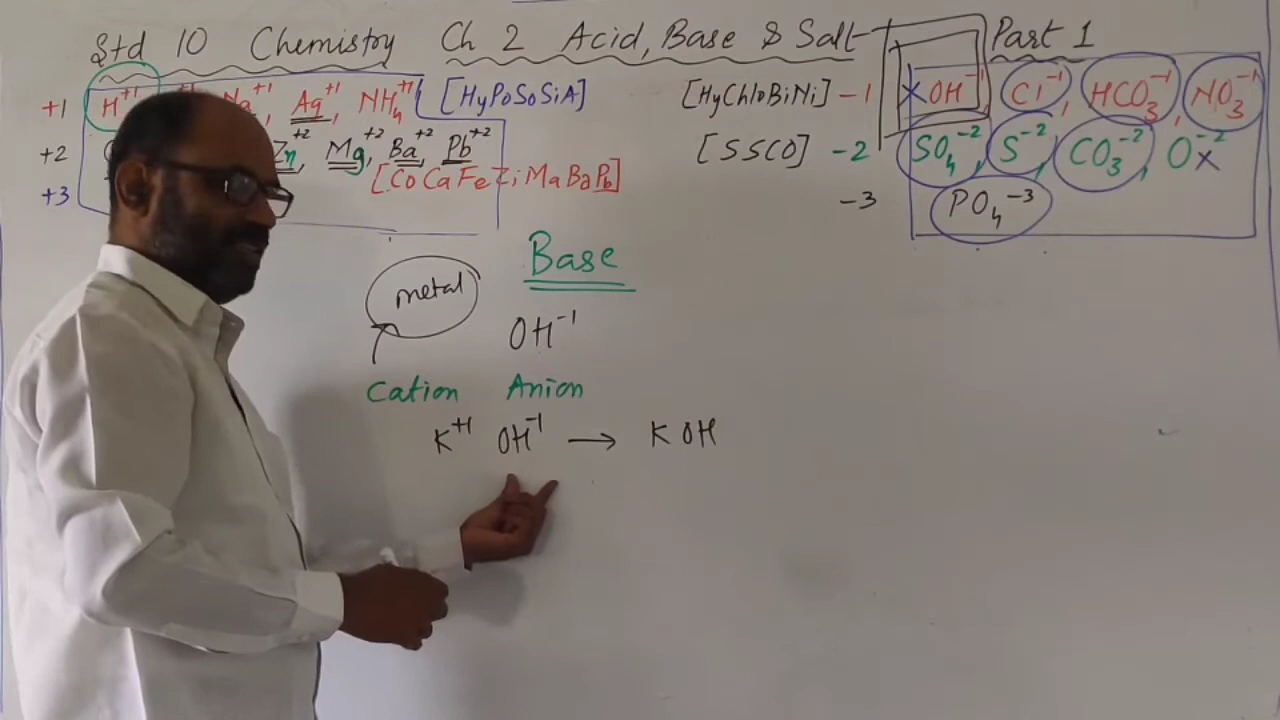 Std 10 Chemistry Ch 2 Acid, Base & Salt Part 1
+1 H⁺¹, Na⁺¹, Ag⁺¹, NH₄⁺¹ [HyPoSoSiA] [HyChloBiNi] -1 OH⁻¹, Cl⁻¹, HCO₃⁻¹, NO₃⁻¹
+2 Zn⁺², Mg⁺², Ba⁺², Pb⁺² [SSCO] -2 SO₄⁻², S⁻², CO₃⁻², O⁻²
+3 [CoCaFeZiMaBaPb] -3 PO₄⁻³
Base
metal
OH⁻¹
Cation Anion
K⁺¹ OH⁻¹ → KOH